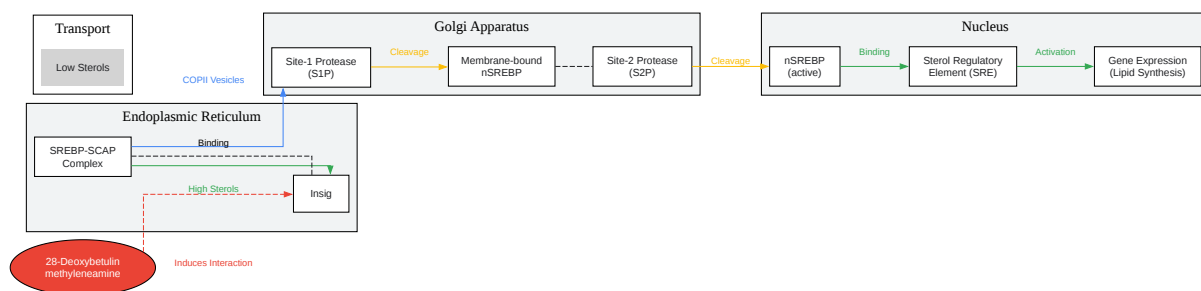 Transport
Low Sterols
Golgi Apparatus
Site-1 Protease
(S1P)
Cleavage
Membrane-bound
nSREBP
Site-2 Protease
(S2P)
Cleavage
Nucleus
nSREBP
(active)
Binding
Sterol Regulatory
Element (SRE)
Activation
Gene Expression
(Lipid Synthesis)
COPII Vesicles
Endoplasmic Reticulum
SREBP-SCAP
Complex
Binding
High Sterols
Insig
28-Deoxybetulin
methyleneamine
Induces Interaction